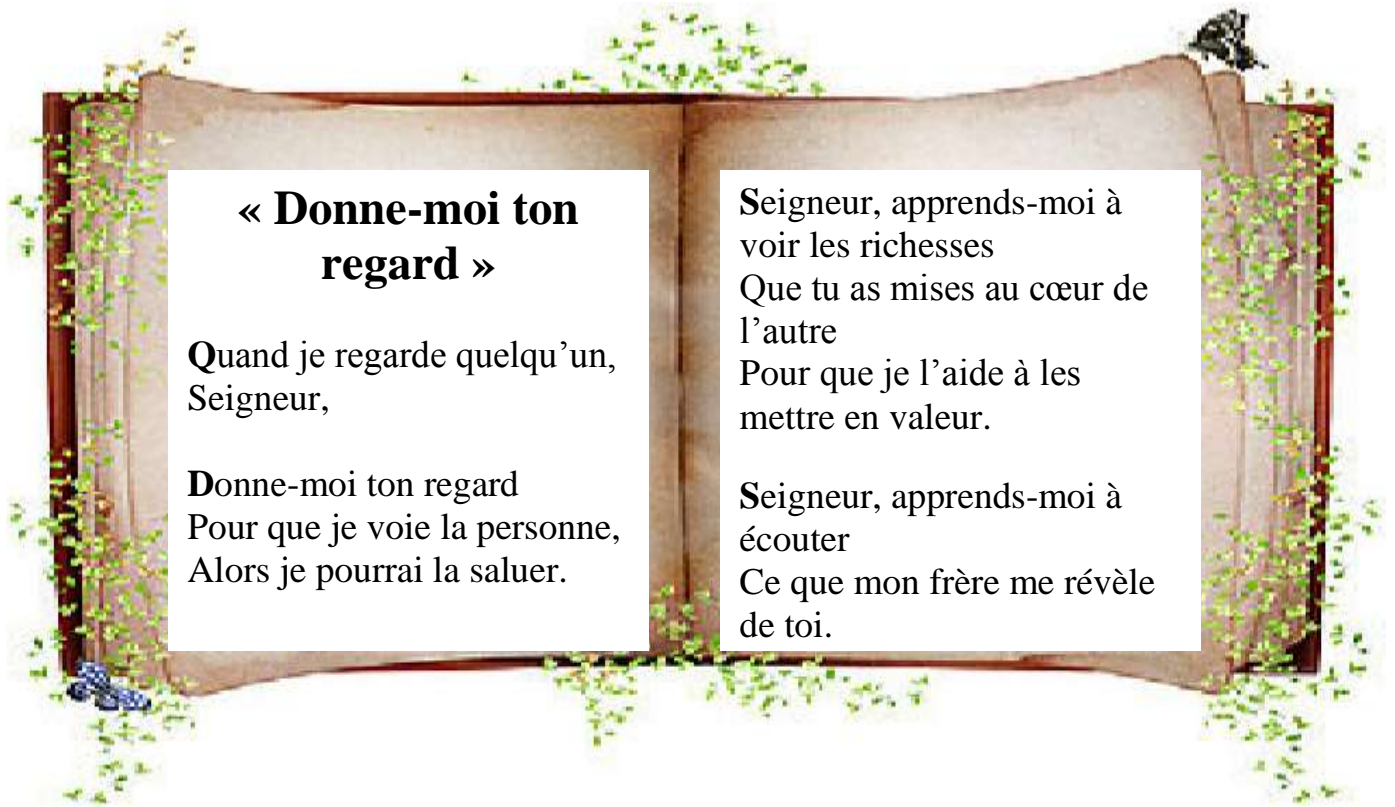 « Donne-moi ton
regard »
Quand je regarde quelqu’un,
Seigneur,
Donne-moi ton regard
Pour que je voie la personne,
Alors je pourrai la saluer.
Seigneur, apprends-moi à
voir les richesses
Que tu as mises au cœur de
l’autre
Pour que je l’aide à les
mettre en valeur.
Seigneur, apprends-moi à
écouter
Ce que mon frère me révèle
de toi.